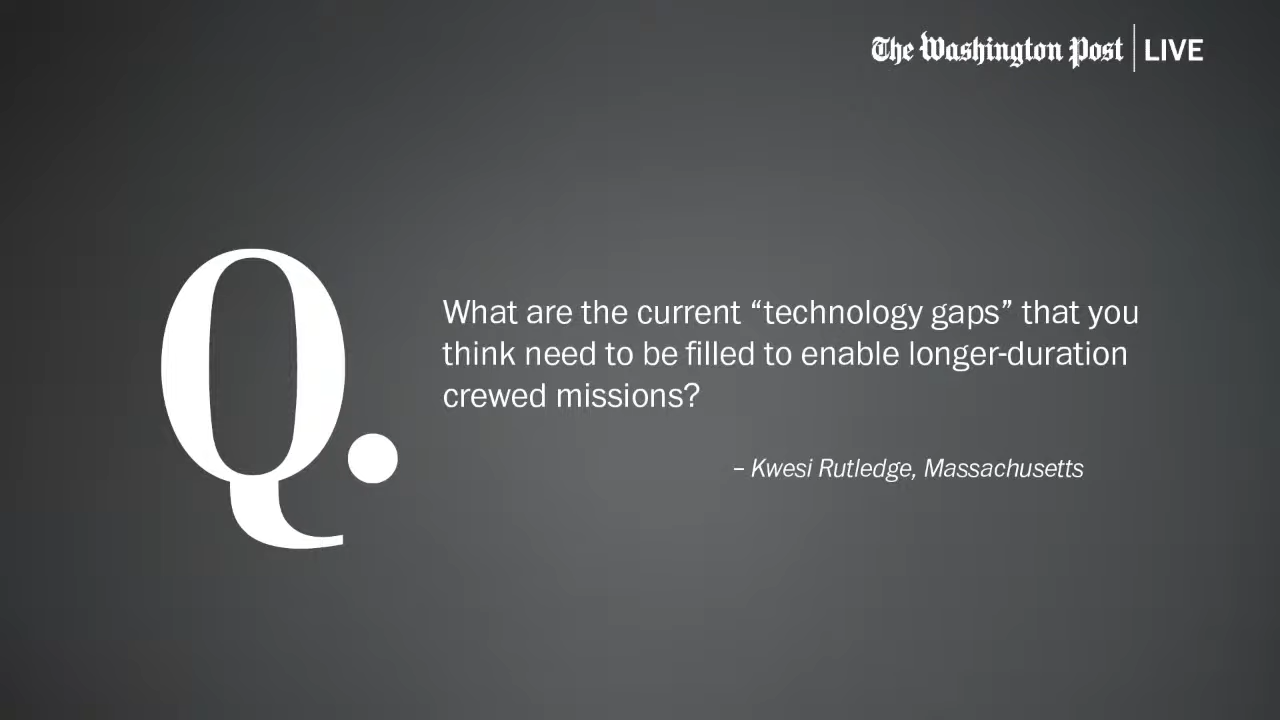 The Washington Post | LIVE
Q.
What are the current “technology gaps” that you
think need to be filled to enable longer-duration
crewed missions?
– Kwesi Rutledge, Massachusetts